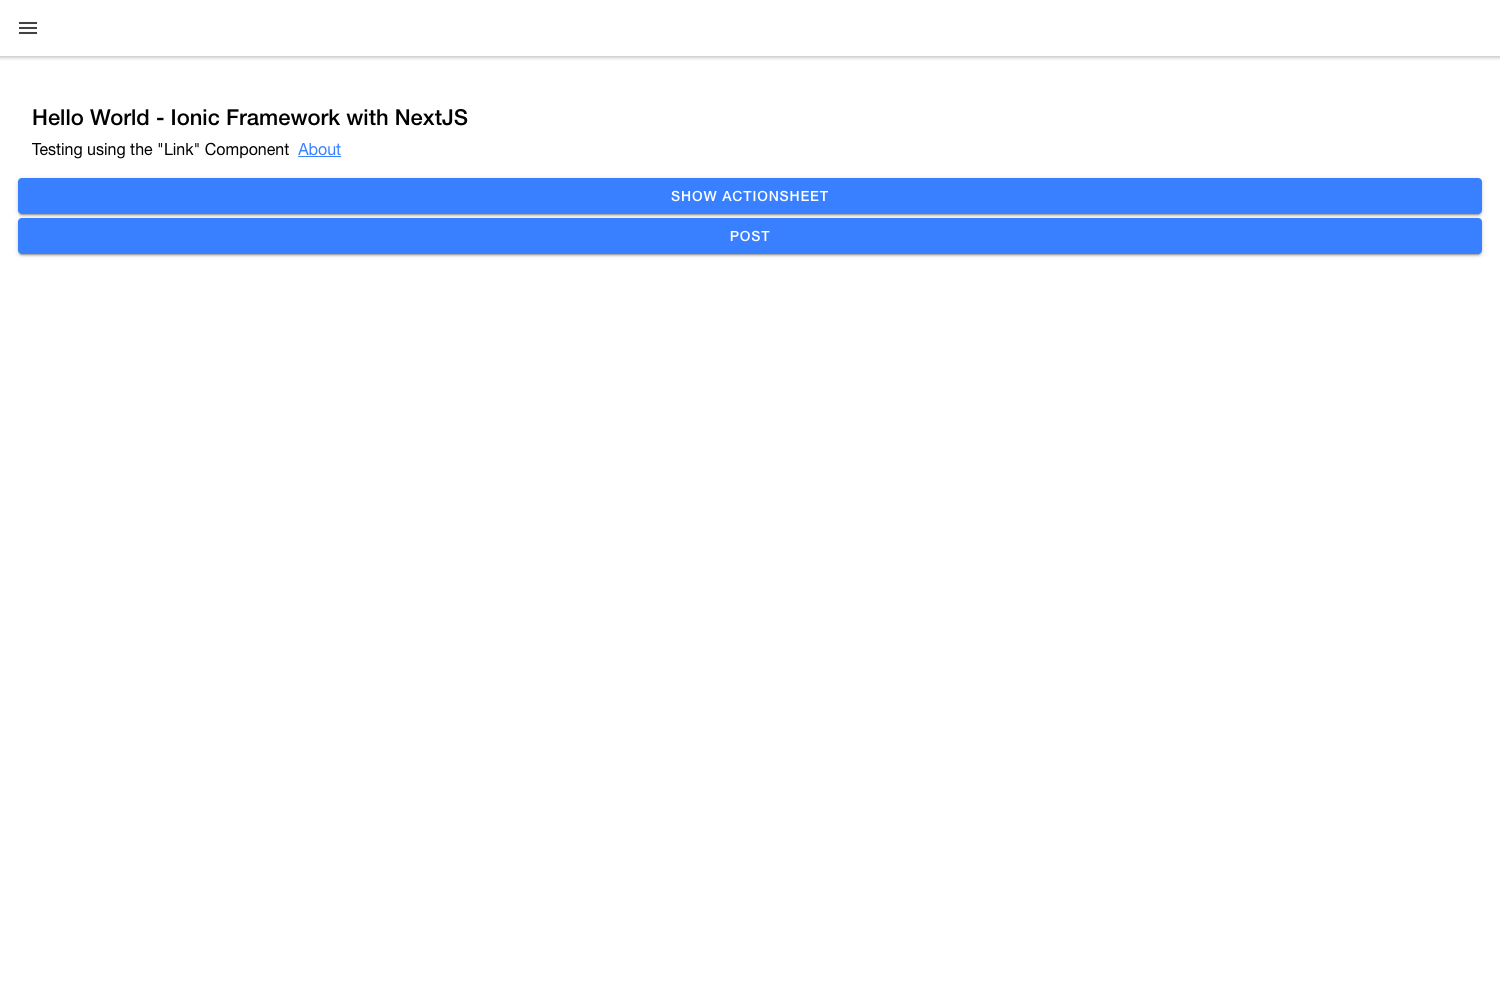 Hello World - Ionic Framework with NextJS
Testing using the "Link" Component About
SHOW ACTIONSHEET
POST